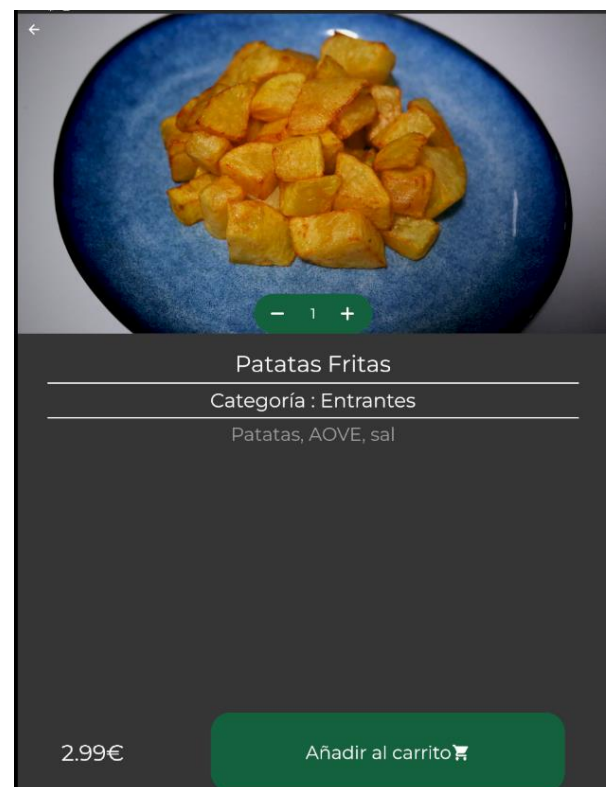 1
Patatas Fritas
Categoría : Entrantes
Patatas, AOVE, sal
2.99€
Añadir al carrito